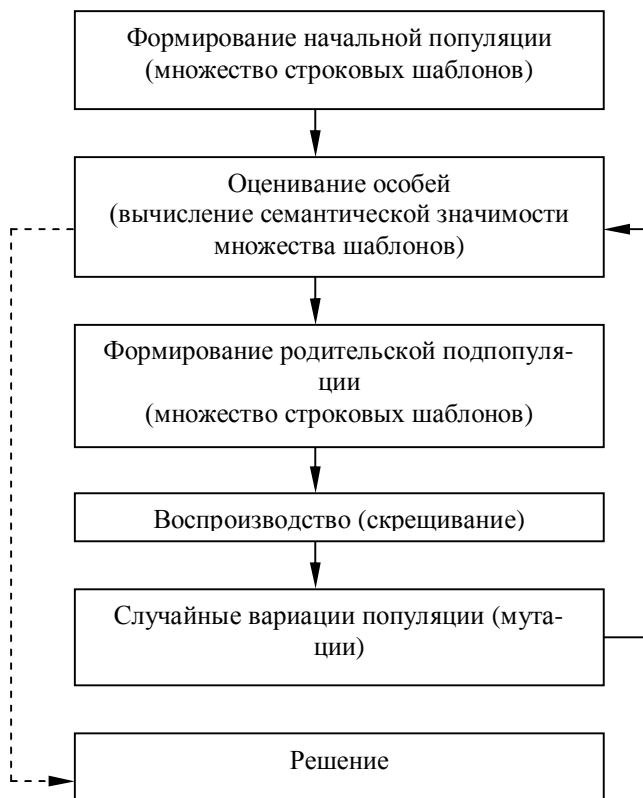 Формирование начальной популяции
(множество строковых шаблонов)
Оценивание особей
(вычисление семантической значимости
множества шаблонов)
Формирование родительской подпопуля-
ции
(множество строковых шаблонов)
Воспроизводство (скрещивание)
Случайные вариации популяции (мута-
ции)
Решение